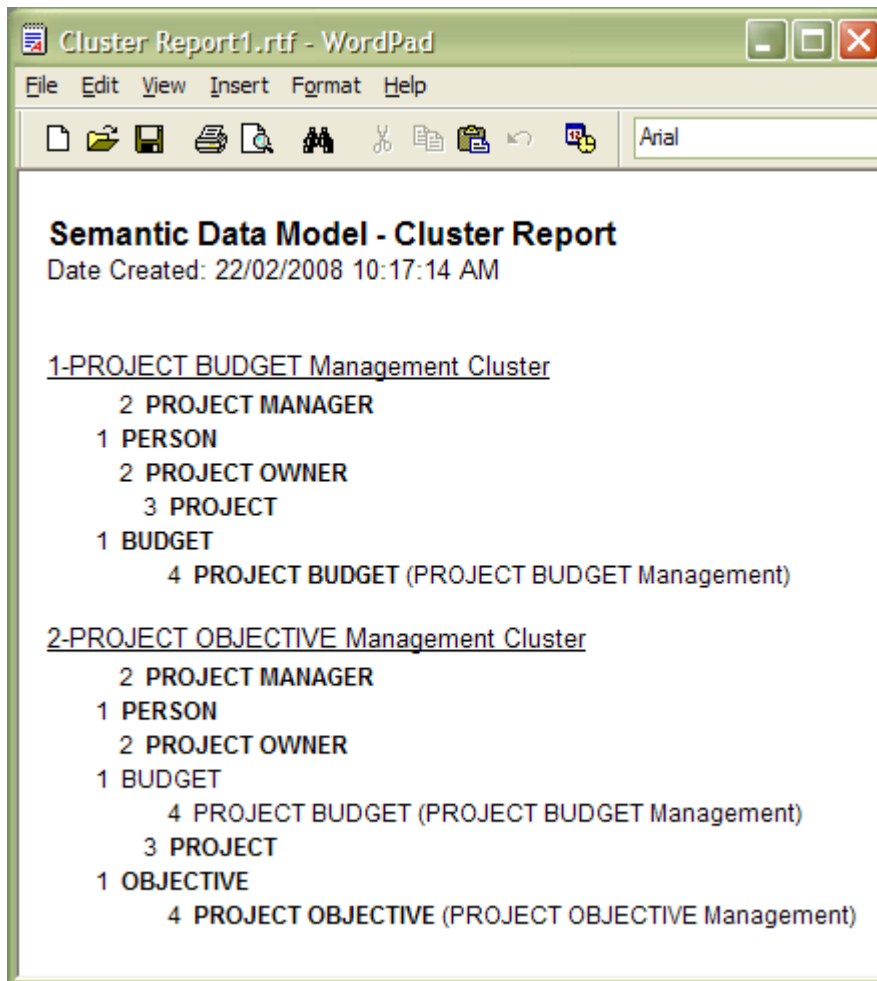 Cluster Report1.rtf - WordPad
File Edit View Insert Format Help
Arial
Semantic Data Model - Cluster Report
Date Created: 22/02/2008 10:17:14 AM
1-PROJECT BUDGET Management Cluster
2 PROJECT MANAGER
1 PERSON
2 PROJECT OWNER
3 PROJECT
1 BUDGET
4 PROJECT BUDGET (PROJECT BUDGET Management)
2-PROJECT OBJECTIVE Management Cluster
2 PROJECT MANAGER
1 PERSON
2 PROJECT OWNER
1 BUDGET
4 PROJECT BUDGET (PROJECT BUDGET Management)
3 PROJECT
1 OBJECTIVE
4 PROJECT OBJECTIVE (PROJECT OBJECTIVE Management)